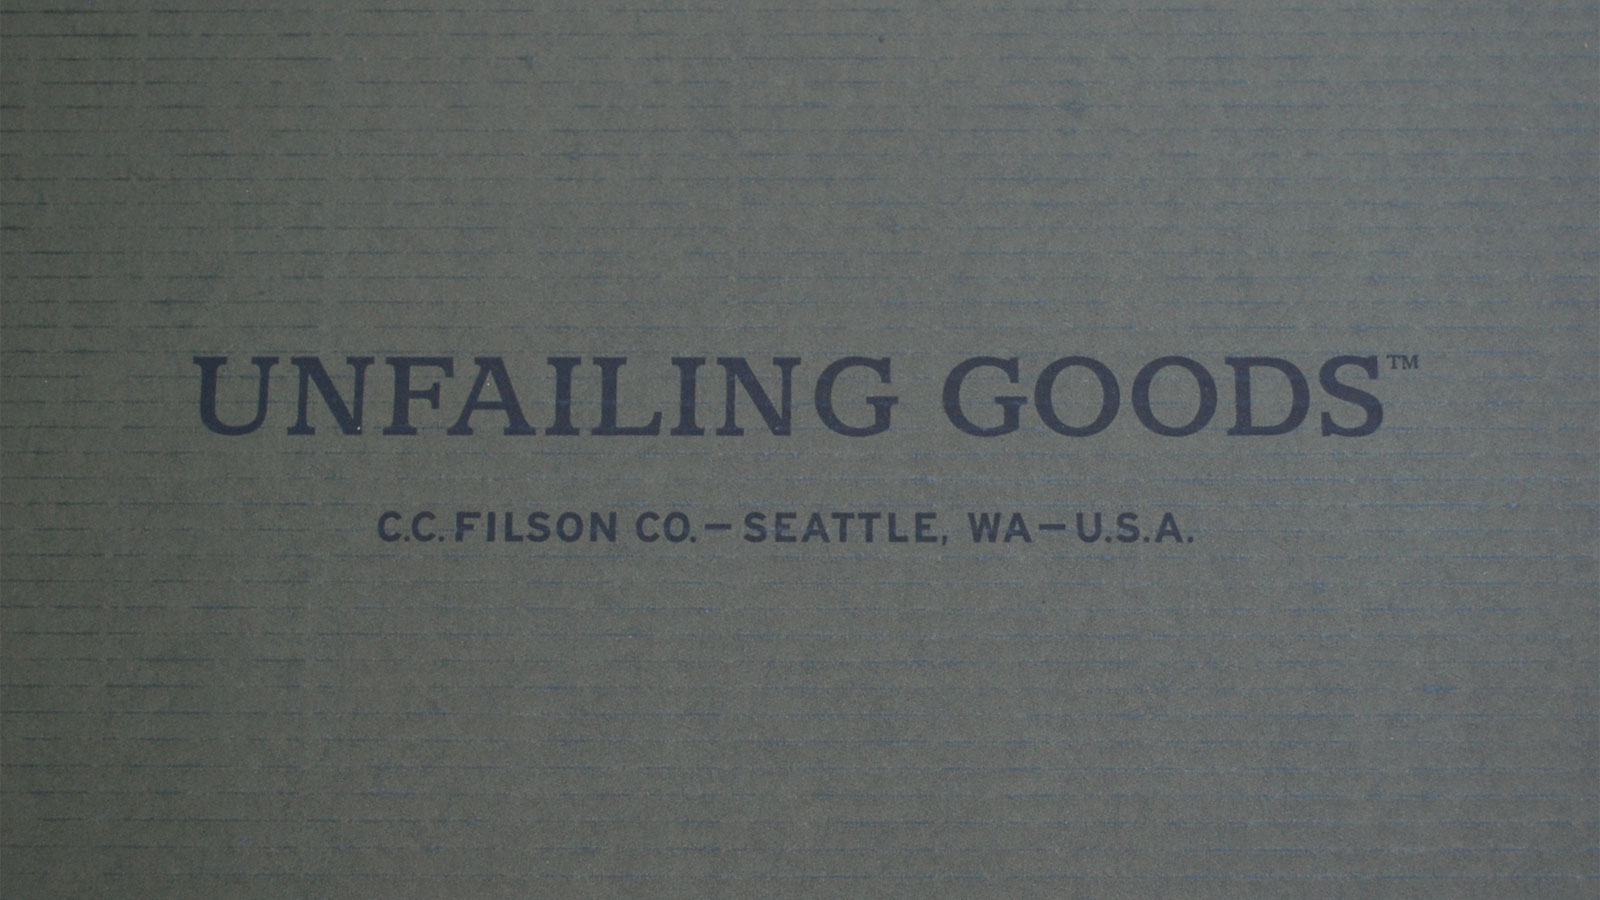 UNFAILING GOODS™
C.C. FILSON CO.—SEATTLE, WA—U.S.A.